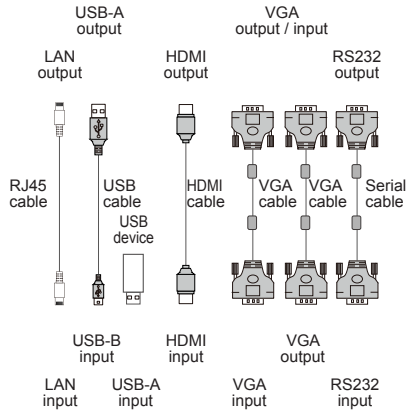 USB-A
output
VGA
output / input
LAN
output
HDMI
output
RS232
output
RJ45
cable
USB
cable
HDMI
cable
VGA
cable
VGA
cable
Serial
cable
USB
device
USB-B
input
HDMI
input
VGA
output
LAN
input
USB-A
input
VGA
input
RS232
input